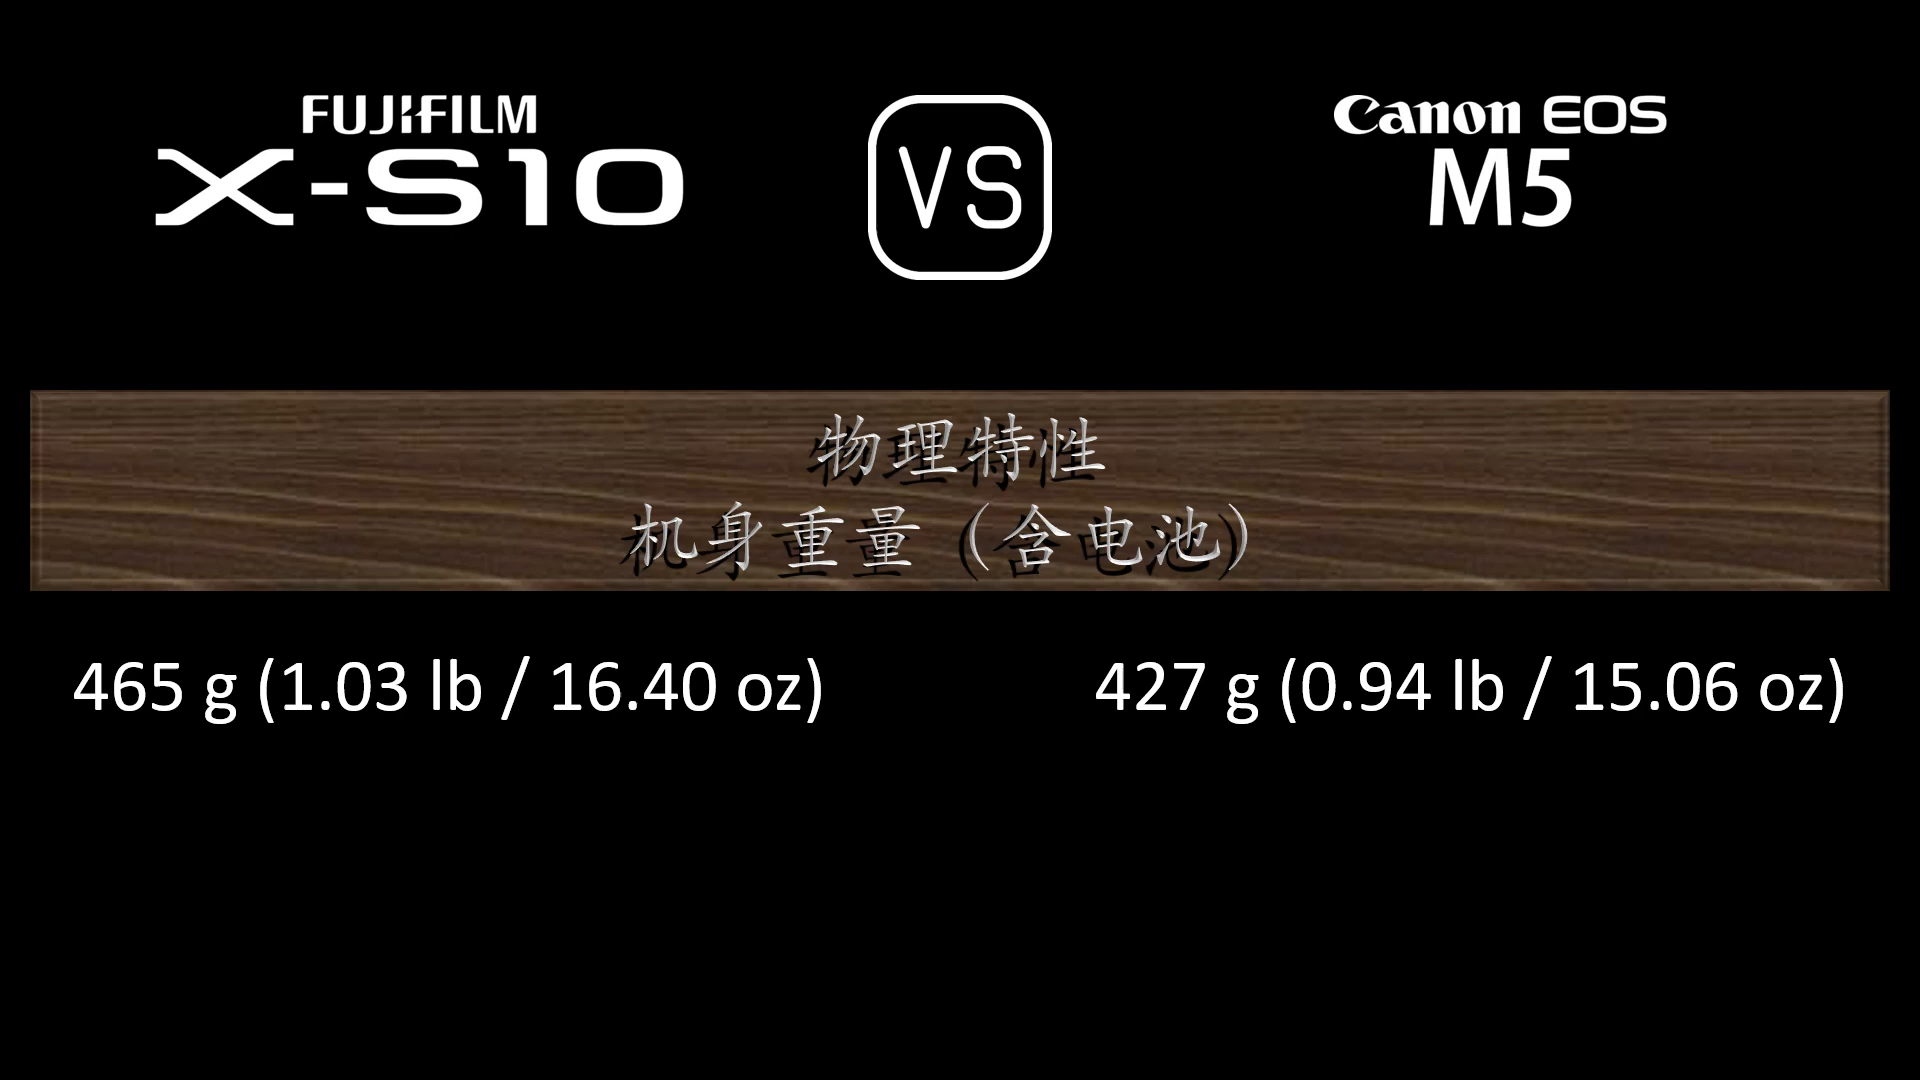 FUJIFILM
X-S10
VS
Canon EOS
M5
物理特性
机身重量（含电池）
465 g (1.03 lb / 16.40 oz)
427 g (0.94 lb / 15.06 oz)